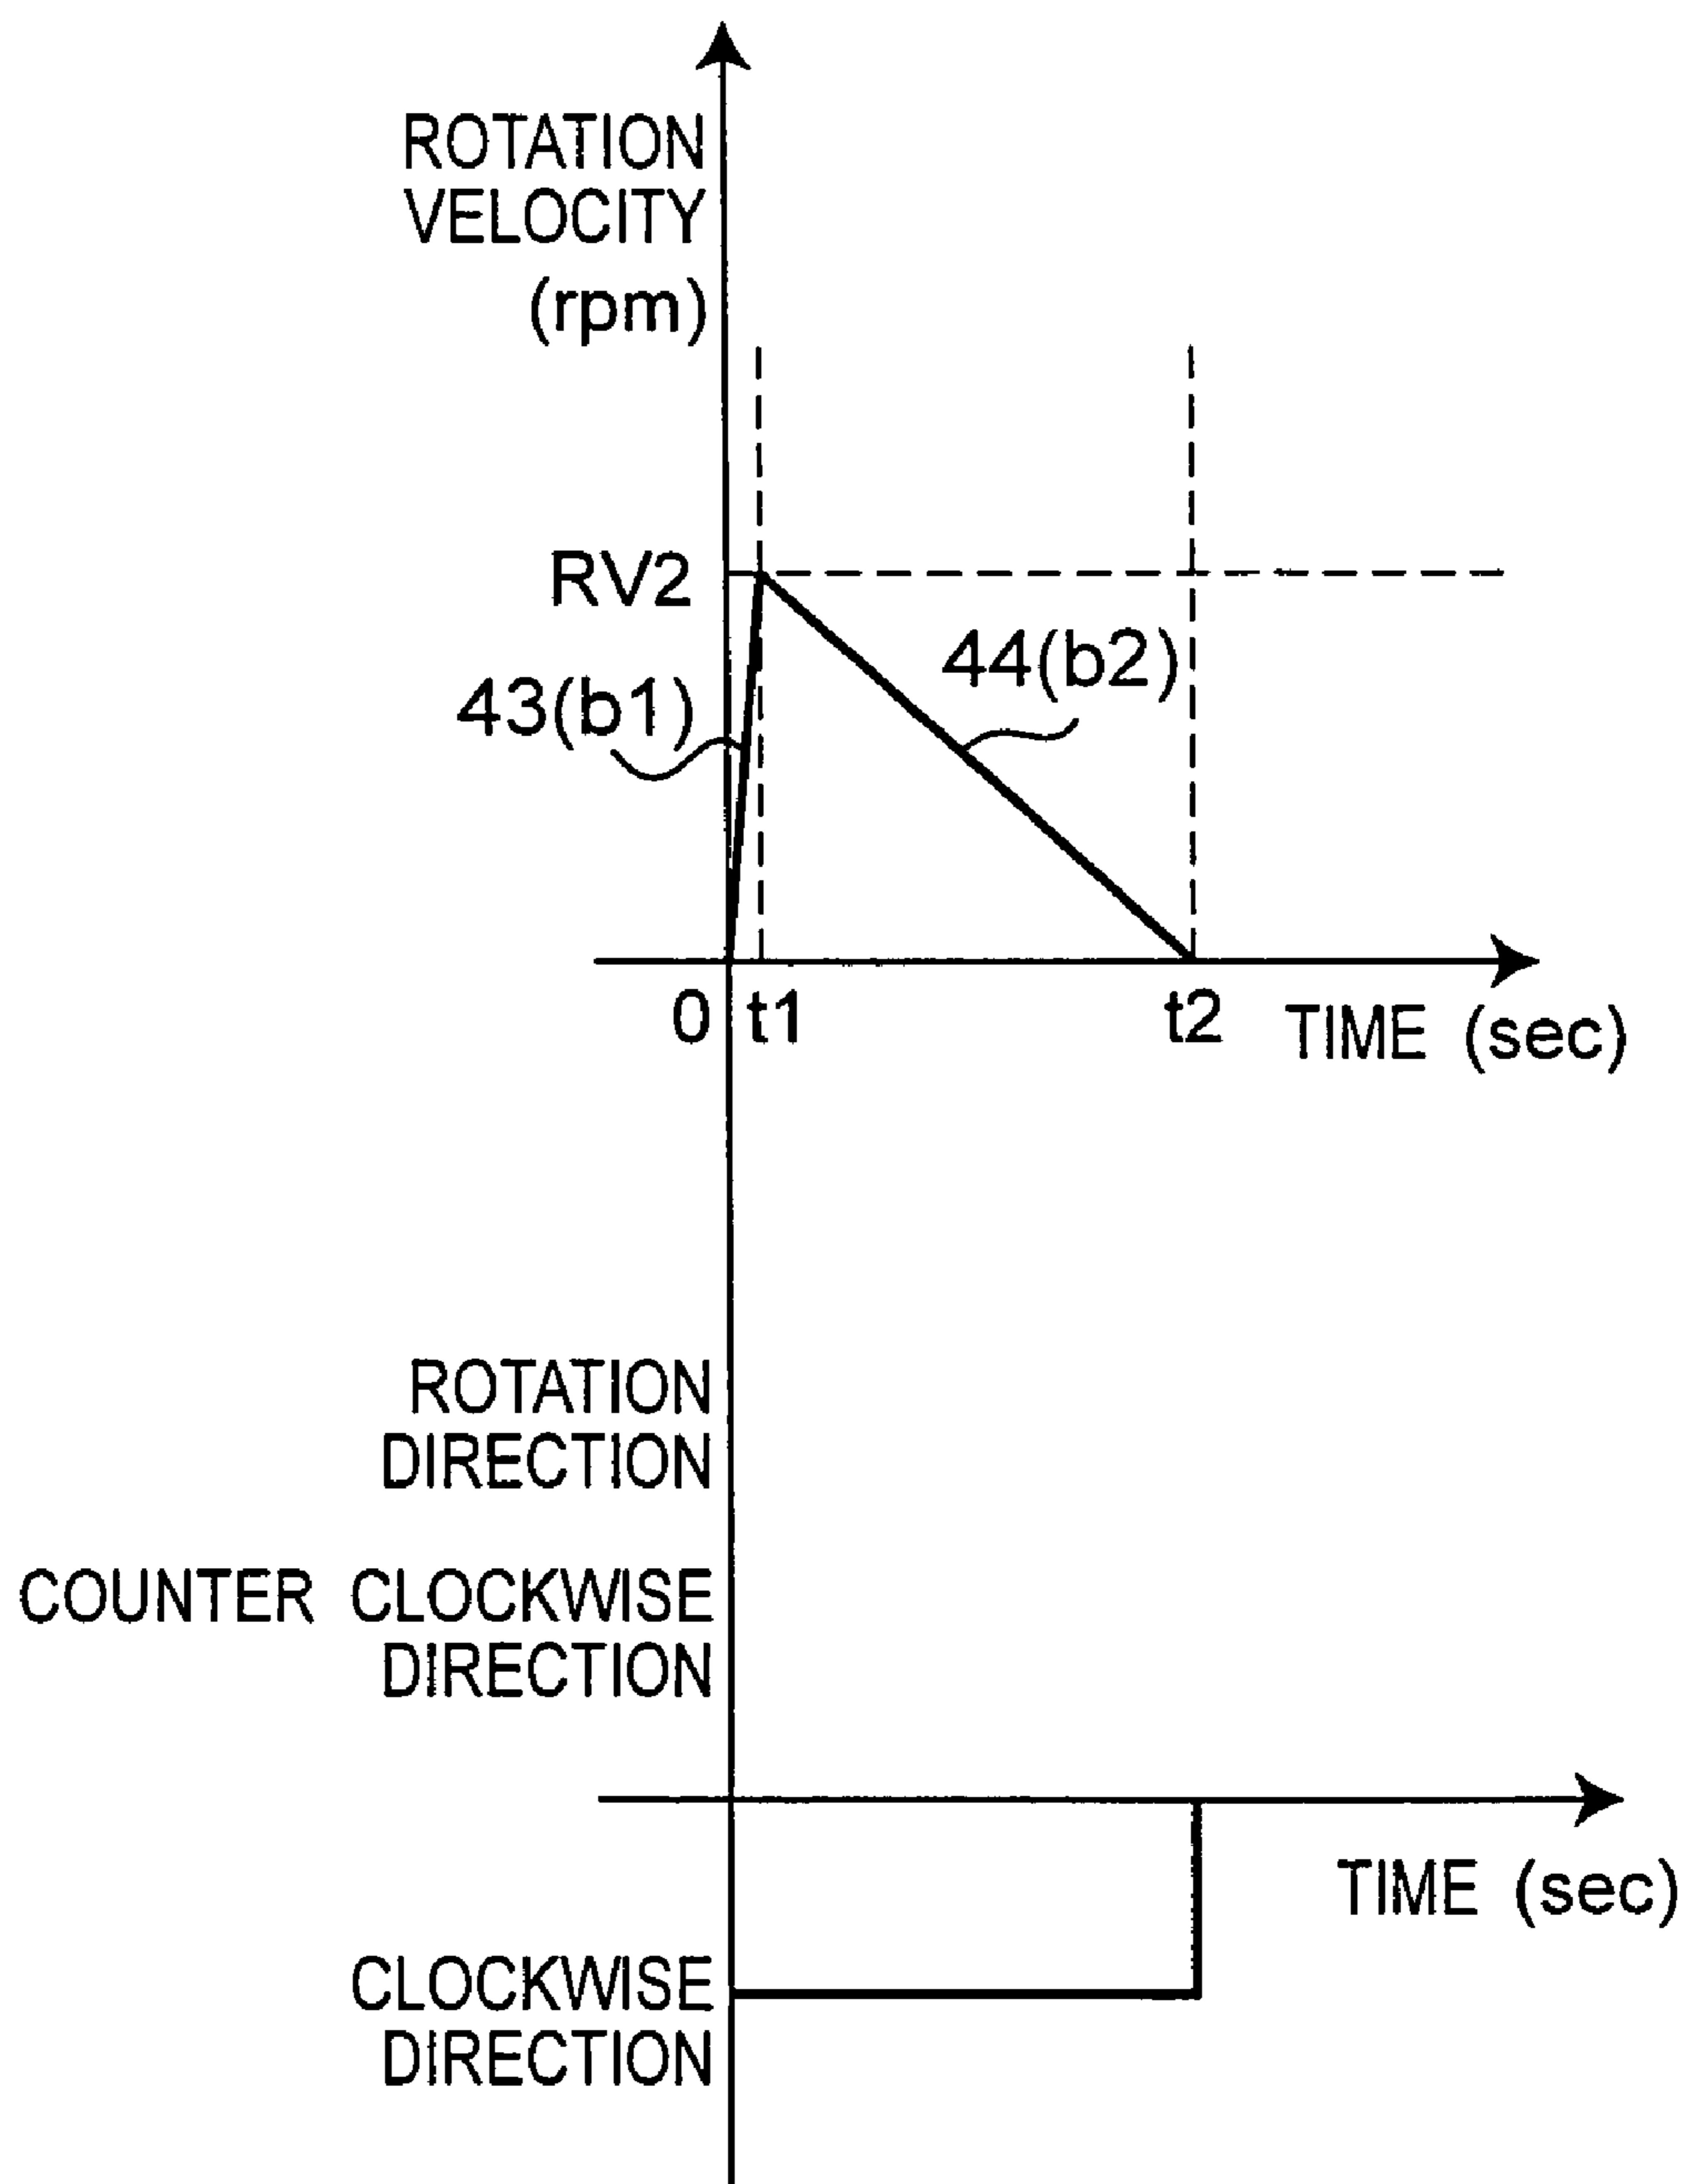 ROTATION
VELOCITY
(rpm)
RV2
44(b2)
43(b1)
0 t1 t2 TIME (sec)
ROTATION
DIRECTION
COUNTER CLOCKWISE
DIRECTION
TIME (sec)
CLOCKWISE
DIRECTION